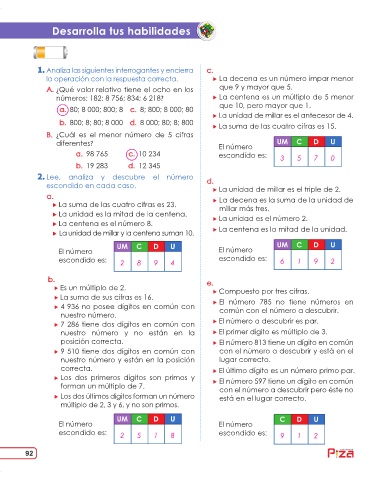 Desarrolla tus habilidades
1. Analiza las siguientes interrogantes y encierra
la operación con la respuesta correcta.
A. ¿Qué valor relativo tiene el ocho en los
números: 182; 8 756; 834; 6 218?
a. 80; 8 000; 800; 8 c. 8; 800; 8 000; 80
b. 800; 8; 80; 8 000 d. 8 000; 80; 8; 800
B. ¿Cuál es el menor número de 5 cifras
diferentes?
a. 98 765 c. 10 234
b. 19 283 d. 12 345
2. Lee, analiza y descubre el número
escondido en cada caso.
a.
La suma de las cuatro cifras es 23.
La unidad es la mitad de la centena.
La centena es el número 8.
La unidad de millar y la centena suman 10.
UM C D U
El número
escondido es:
2 8 9 4
b.
Es un múltiplo de 2.
La suma de sus cifras es 16.
4 936 no posee dígitos en común con
nuestro número.
7 286 tiene dos dígitos en común con
nuestro número y no están en la
posición correcta.
9 510 tiene dos dígitos en común con
nuestro número y están en la posición
correcta.
Los dos primeros dígitos son primos y
forman un múltiplo de 7.
Los dos últimos dígitos forman un número
múltiplo de 2, 3 y 6, y no son primos.
UM C D U
El número
escondido es:
2 5 1 8
c.
La decena es un número impar menor
que 9 y mayor que 5.
La centena es un múltiplo de 5 menor
que 10, pero mayor que 1.
La unidad de millar es el antecesor de 4.
La suma de las cuatro cifras es 15.
UM C D U
El número
escondido es:
3 5 7 0
d.
La unidad de millar es el triple de 2.
La decena es la suma de la unidad de
millar más tres.
La unidad es el número 2.
La centena es la mitad de la unidad.
UM C D U
El número
escondido es:
6 1 9 2
e.
Compuesto por tres cifras.
El número 785 no tiene números en
común con el número a descubrir.
El número a descubrir es par.
El primer dígito es múltiplo de 3.
El número 813 tiene un dígito en común
con el número a descubrir y está en el
lugar correcto.
El último dígito es un número primo par.
El número 597 tiene un dígito en común
con el número a descubrir pero éste no
está en el lugar correcto.
C D U
El número
escondido es:
9 1 2
92